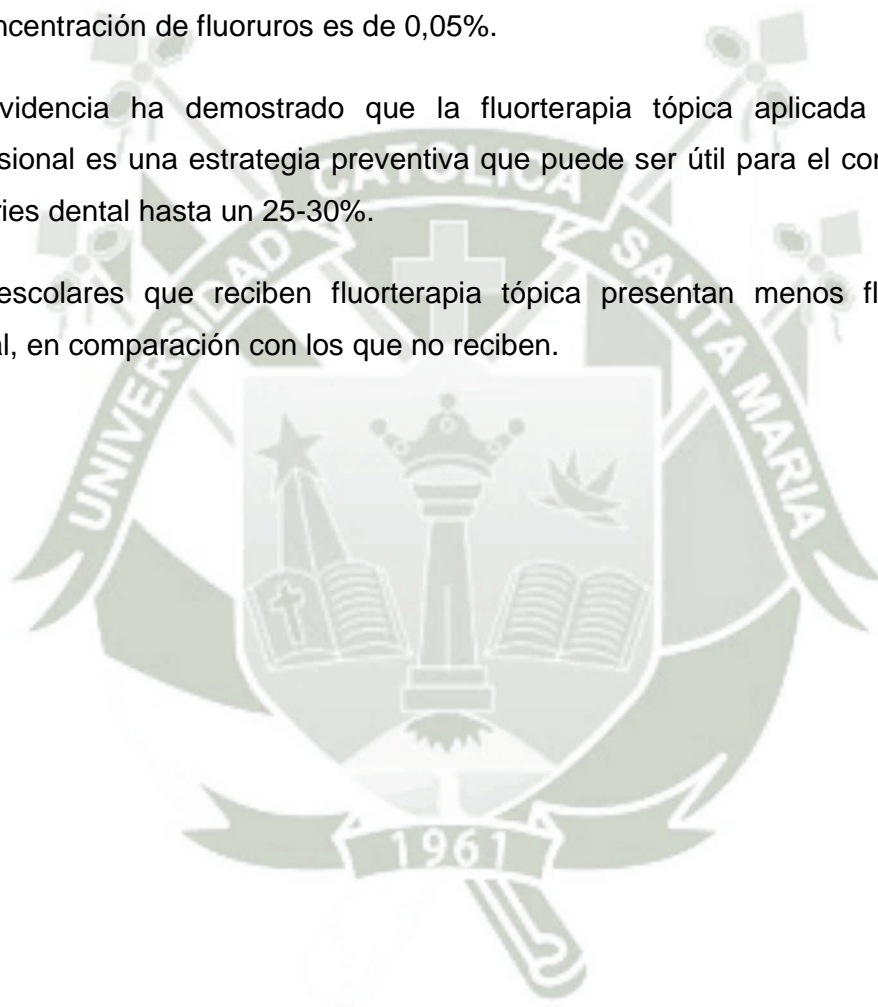 ncentración de fluoruros es de 0,05%.
videncia ha demostrado que la fluorterapia tópica aplicada
sional es una estrategia preventiva que puede ser útil para el con
ries dental hasta un 25-30%.
escolares que reciben fluorterapia tópica presentan menos fl
l, en comparación con los que no reciben.
UNIVERSIDAD CATOLICA SANTA MARIA
1961